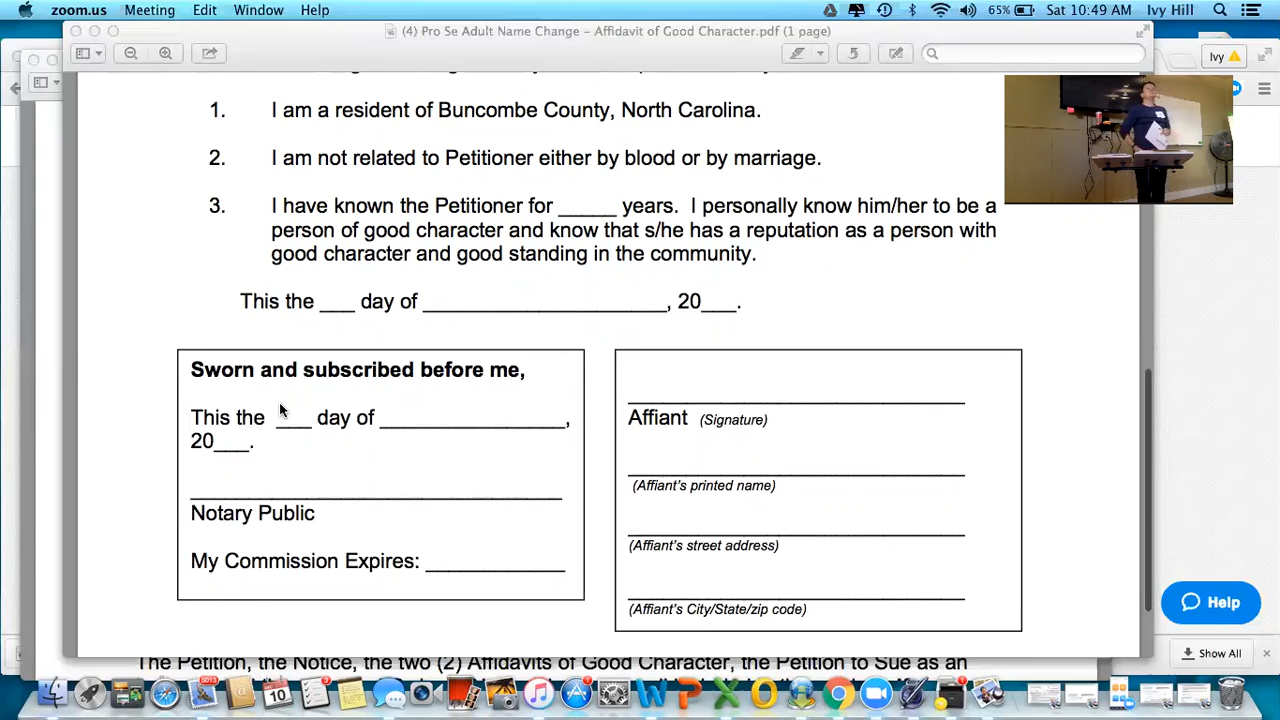 zoom.us Meeting Edit Window Help 65% Sat 10:49 AM Ivy Hill
(4) Pro Se Adult Name Change – Affidavit of Good Character.pdf (1 page)
Ivy
1. I am a resident of Buncombe County, North Carolina.
2. I am not related to Petitioner either by blood or by marriage.
3. I have known the Petitioner for _____ years. I personally know him/her to be a
person of good character and know that s/he has a reputation as a person with
good character and good standing in the community.
This the ___ day of ______________________, 20___.
Sworn and subscribed before me,
This the ___ day of _________________,
20___.
Notary Public
My Commission Expires: ____________
Affiant (Signature)
(Affiant's printed name)
(Affiant's street address)
(Affiant's City/State/zip code)
Help
Show All
The Petition, the Notice, the two (2) Affidavits of Good Character, the Petition to Sue as an